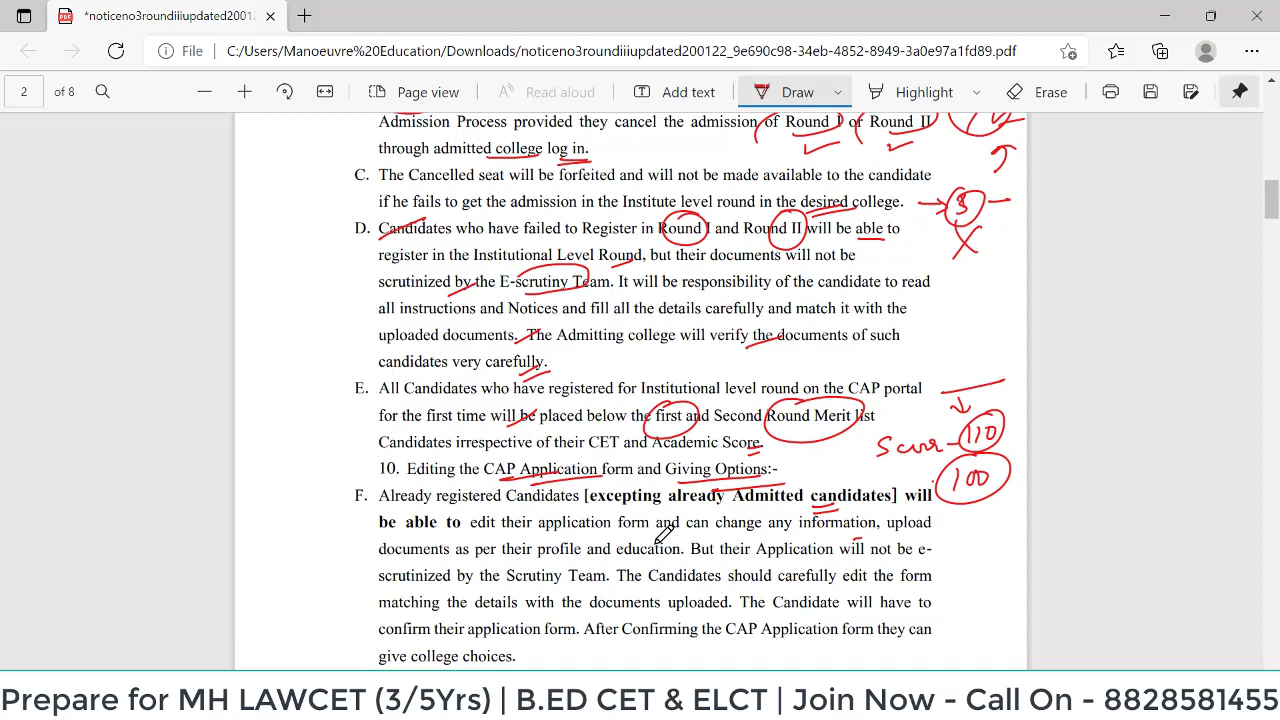 *noticeno3roundiiiupdated20012
File
C:/Users/Manoeuvre%20Education/Downloads/noticeno3roundiiiupdated200122_9e690c98-34eb-4852-8949-3a0e97a1fd89.pdf
2 of 8 Page view Read aloud Add text Draw Highlight Erase
Admission Process provided they cancel the admission of Round I or Round II
through admitted college log in.
C. The Cancelled seat will be forfeited and will not be made available to the candidate
if he fails to get the admission in the Institute level round in the desired college.
3
D. Candidates who have failed to Register in Round I and Round II will be able to
register in the Institutional Level Round, but their documents will not be
scrutinized by the E-scrutiny Team. It will be responsibility of the candidate to read
all instructions and Notices and fill all the details carefully and match it with the
uploaded documents. The Admitting college will verify the documents of such
candidates very carefully.
E. All Candidates who have registered for Institutional level round on the CAP portal
for the first time will be placed below the first and Second Round Merit list
Candidates irrespective of their CET and Academic Score.
110
10. Editing the CAP Application form and Giving Options:-
100
F. Already registered Candidates [excepting already Admitted candidates] will
be able to edit their application form and can change any information, upload
documents as per their profile and education. But their Application will not be e-
scrutinized by the Scrutiny Team. The Candidates should carefully edit the form
matching the details with the documents uploaded. The Candidate will have to
confirm their application form. After Confirming the CAP Application form they can
give college choices.
Prepare for MH LAWCET (3/5Yrs) | B.ED CET & ELCT | Join Now - Call On - 8828581455